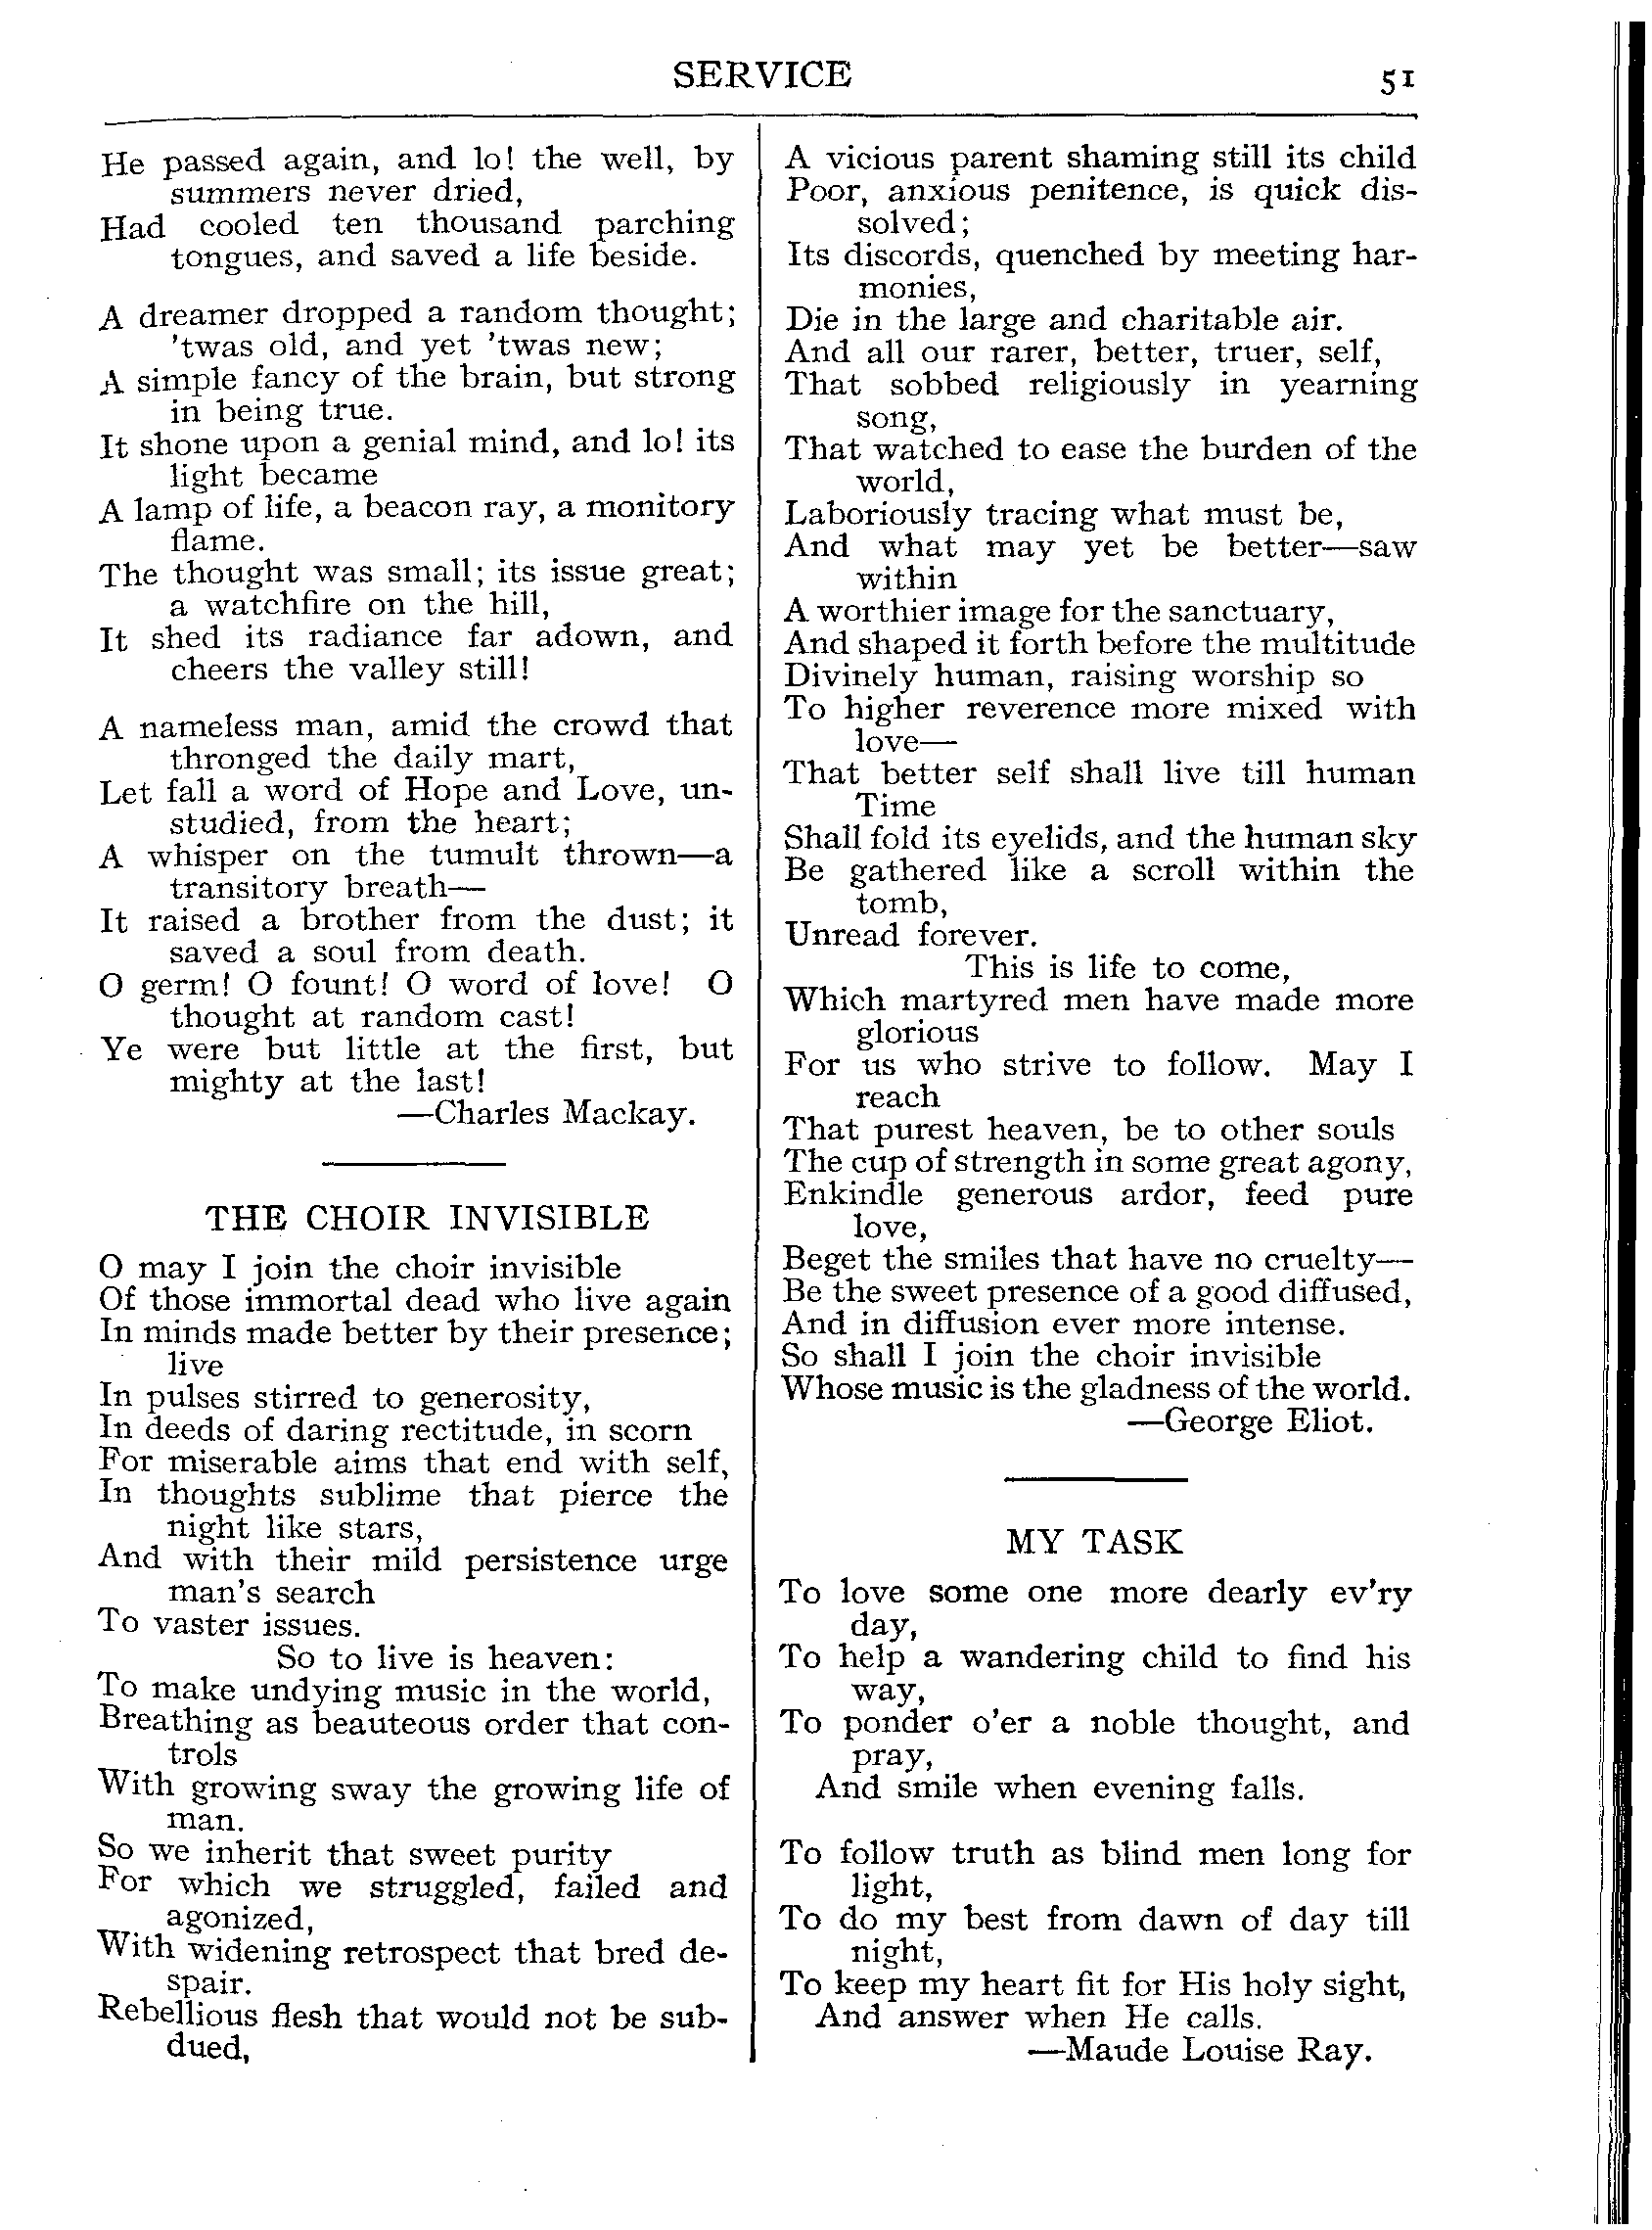 SERVICE 51
He passed again, and lo! the well, by
summers never dried,
Had cooled ten thousand parching
tongues, and saved a life beside.
A dreamer dropped a random thought;
'twas old, and yet 'twas new;
A simple fancy of the brain, but strong
in being true.
It shone upon a genial mind, and lo! its
light became
A lamp of life, a beacon ray, a monitory
flame.
The thought was small; its issue great;
a watchfire on the hill,
It shed its radiance far adown, and
cheers the valley still!
A nameless man, amid the crowd that
thronged the daily mart,
Let fall a word of Hope and Love, un-
studied, from the heart;
A whisper on the tumult thrown—a
transitory breath—
It raised a brother from the dust; it
saved a soul from death.
O germ! O fount! O word of love! O
thought at random cast!
Ye were but little at the first, but
mighty at the last!
—Charles Mackay.
THE CHOIR INVISIBLE
O may I join the choir invisible
Of those immortal dead who live again
In minds made better by their presence;
live
In pulses stirred to generosity,
In deeds of daring rectitude, in scorn
For miserable aims that end with self,
In thoughts sublime that pierce the
night like stars,
And with their mild persistence urge
man's search
To vaster issues.
So to live is heaven:
To make undying music in the world,
Breathing as beauteous order that con-
trols
With growing sway the growing life of
man.
So we inherit that sweet purity
For which we struggled, failed and
agonized,
With widening retrospect that bred de-
spair.
Rebellious flesh that would not be sub-
dued,
A vicious parent shaming still its child
Poor, anxious penitence, is quick dis-
solved;
Its discords, quenched by meeting har-
monies,
Die in the large and charitable air.
And all our rarer, better, truer, self,
That sobbed religiously in yearning
song,
That watched to ease the burden of the
world,
Laboriously tracing what must be,
And what may yet be better—saw
within
A worthier image for the sanctuary,
And shaped it forth before the multitude
Divinely human, raising worship so
To higher reverence more mixed with
love—
That better self shall live till human
Time
Shall fold its eyelids, and the human sky
Be gathered like a scroll within the
tomb,
Unread forever.
This is life to come,
Which martyred men have made more
glorious
For us who strive to follow. May I
reach
That purest heaven, be to other souls
The cup of strength in some great agony,
Enkindle generous ardor, feed pure
love,
Beget the smiles that have no cruelty—
Be the sweet presence of a good diffused,
And in diffusion ever more intense.
So shall I join the choir invisible
Whose music is the gladness of the world.
—George Eliot.
MY TASK
To love some one more dearly ev'ry
day,
To help a wandering child to find his
way,
To ponder o'er a noble thought, and
pray,
And smile when evening falls.
To follow truth as blind men long for
light,
To do my best from dawn of day till
night,
To keep my heart fit for His holy sight,
And answer when He calls.
—Maude Louise Ray.